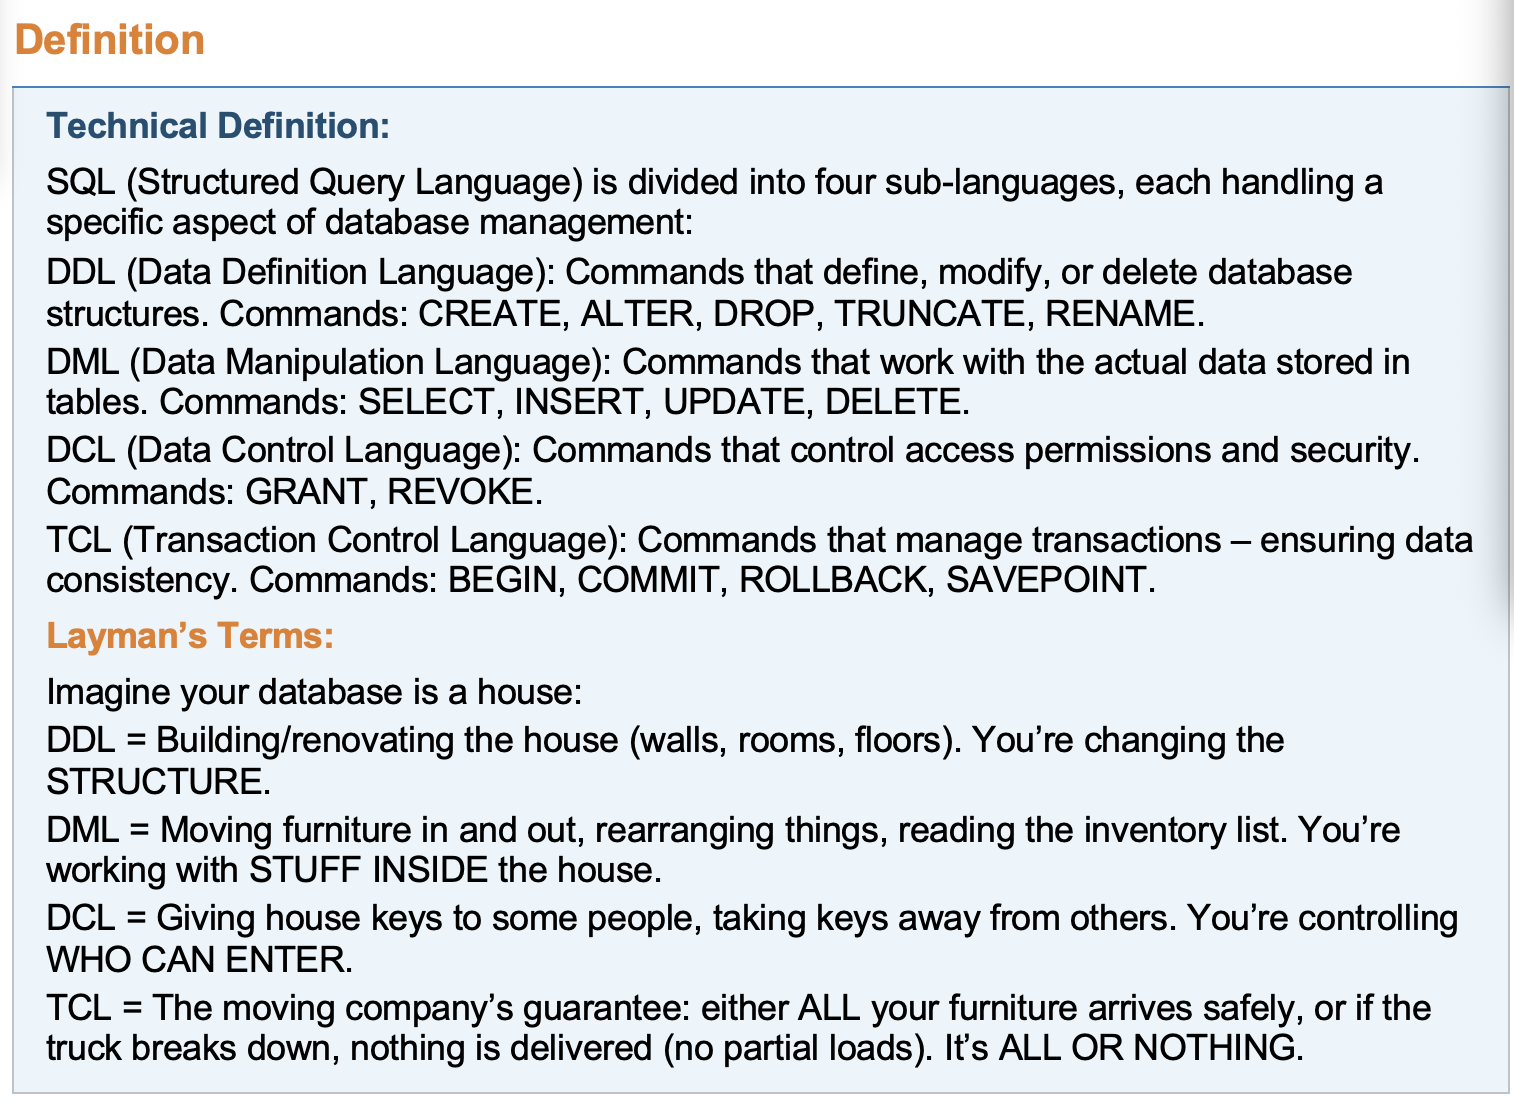 Definition
Technical Definition:
SQL (Structured Query Language) is divided into four sub-languages, each handling a
specific aspect of database management:
DDL (Data Definition Language): Commands that define, modify, or delete database
structures. Commands: CREATE, ALTER, DROP, TRUNCATE, RENAME.
DML (Data Manipulation Language): Commands that work with the actual data stored in
tables. Commands: SELECT, INSERT, UPDATE, DELETE.
DCL (Data Control Language): Commands that control access permissions and security.
Commands: GRANT, REVOKE.
TCL (Transaction Control Language): Commands that manage transactions – ensuring data
consistency. Commands: BEGIN, COMMIT, ROLLBACK, SAVEPOINT.
Layman’s Terms:
Imagine your database is a house:
DDL = Building/renovating the house (walls, rooms, floors). You’re changing the
STRUCTURE.
DML = Moving furniture in and out, rearranging things, reading the inventory list. You’re
working with STUFF INSIDE the house.
DCL = Giving house keys to some people, taking keys away from others. You’re controlling
WHO CAN ENTER.
TCL = The moving company’s guarantee: either ALL your furniture arrives safely, or if the
truck breaks down, nothing is delivered (no partial loads). It’s ALL OR NOTHING.